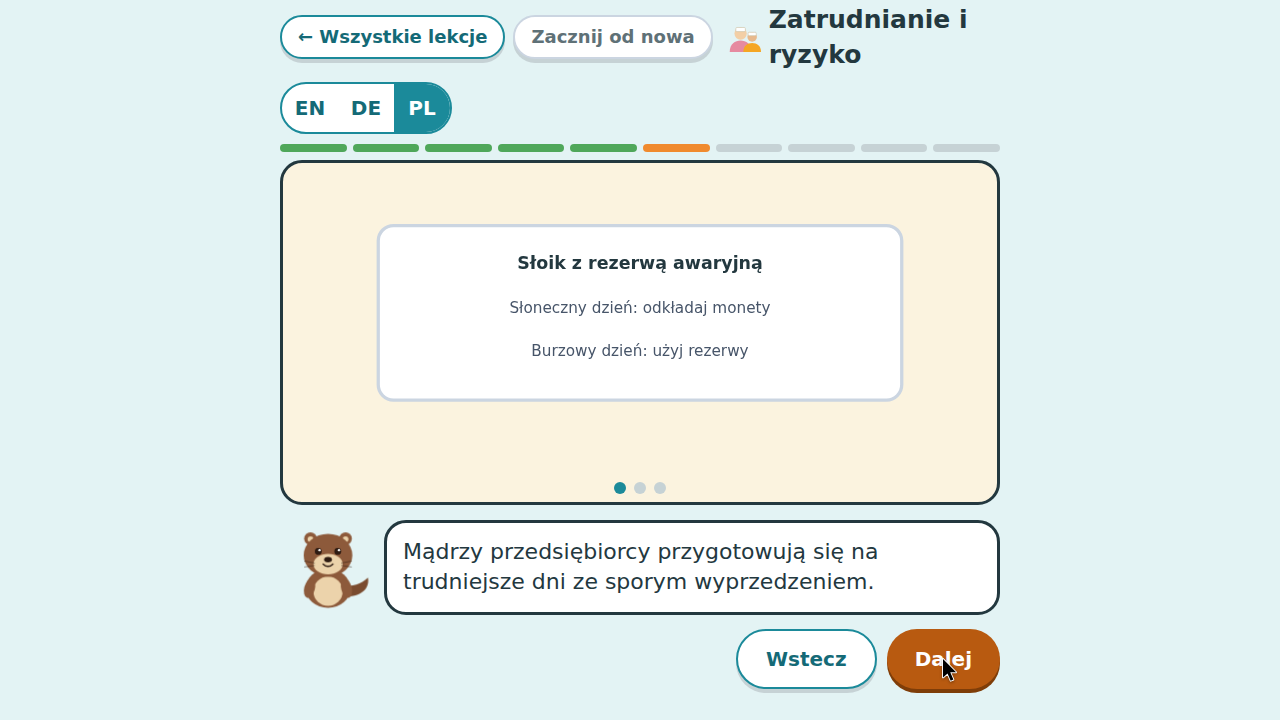 ← Wszystkie lekcje
Zacznij od nowa
Zatrudnianie i
ryzyko
EN DE PL
Słoik z rezerwą awaryjną
Słoneczny dzień: odkładaj monety
Burzowy dzień: użyj rezerwy
Mądrzy przedsiębiorcy przygotowują się na
trudniejsze dni ze sporym wyprzedzeniem.
Wstecz
Dalej